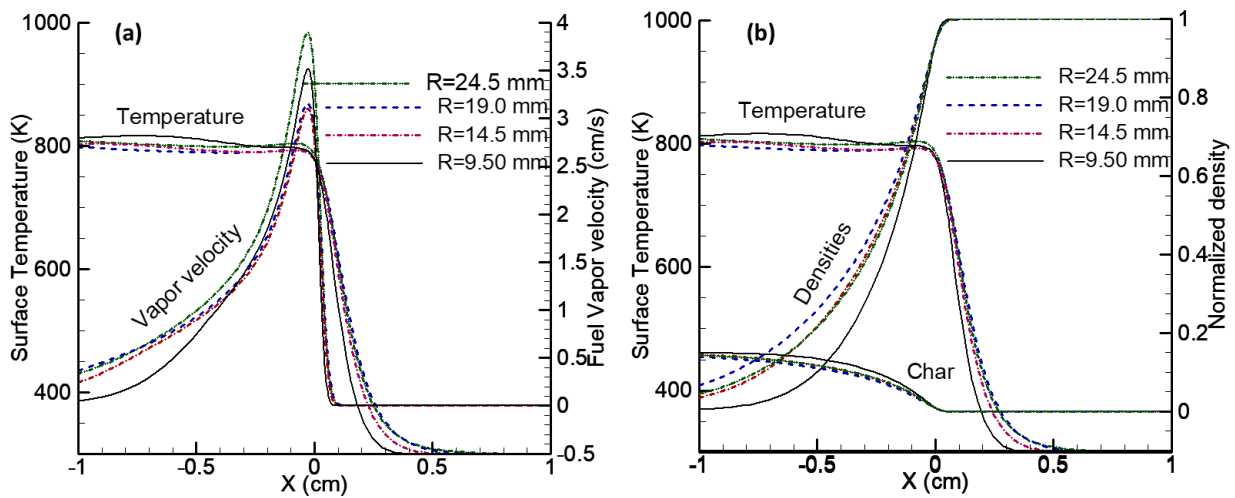 (a)
1000
800
600
400
Surface Temperature (K)
-1
-0.5
0
0.5
1
X (cm)
4
3.5
3
2.5
2
1.5
1
0.5
0
-0.5
Fuel Vapor velocity (cm/s)
R=24.5 mm
R=19.0 mm
R=14.5 mm
R=9.50 mm
Temperature
Vapor velocity
(b)
1000
800
600
400
Surface Temperature (K)
-1
-0.5
0
0.5
1
X (cm)
1
0.8
0.6
0.4
0.2
0
Normalized density
R=24.5 mm
R=19.0 mm
R=14.5 mm
R=9.50 mm
Temperature
Densities
Char